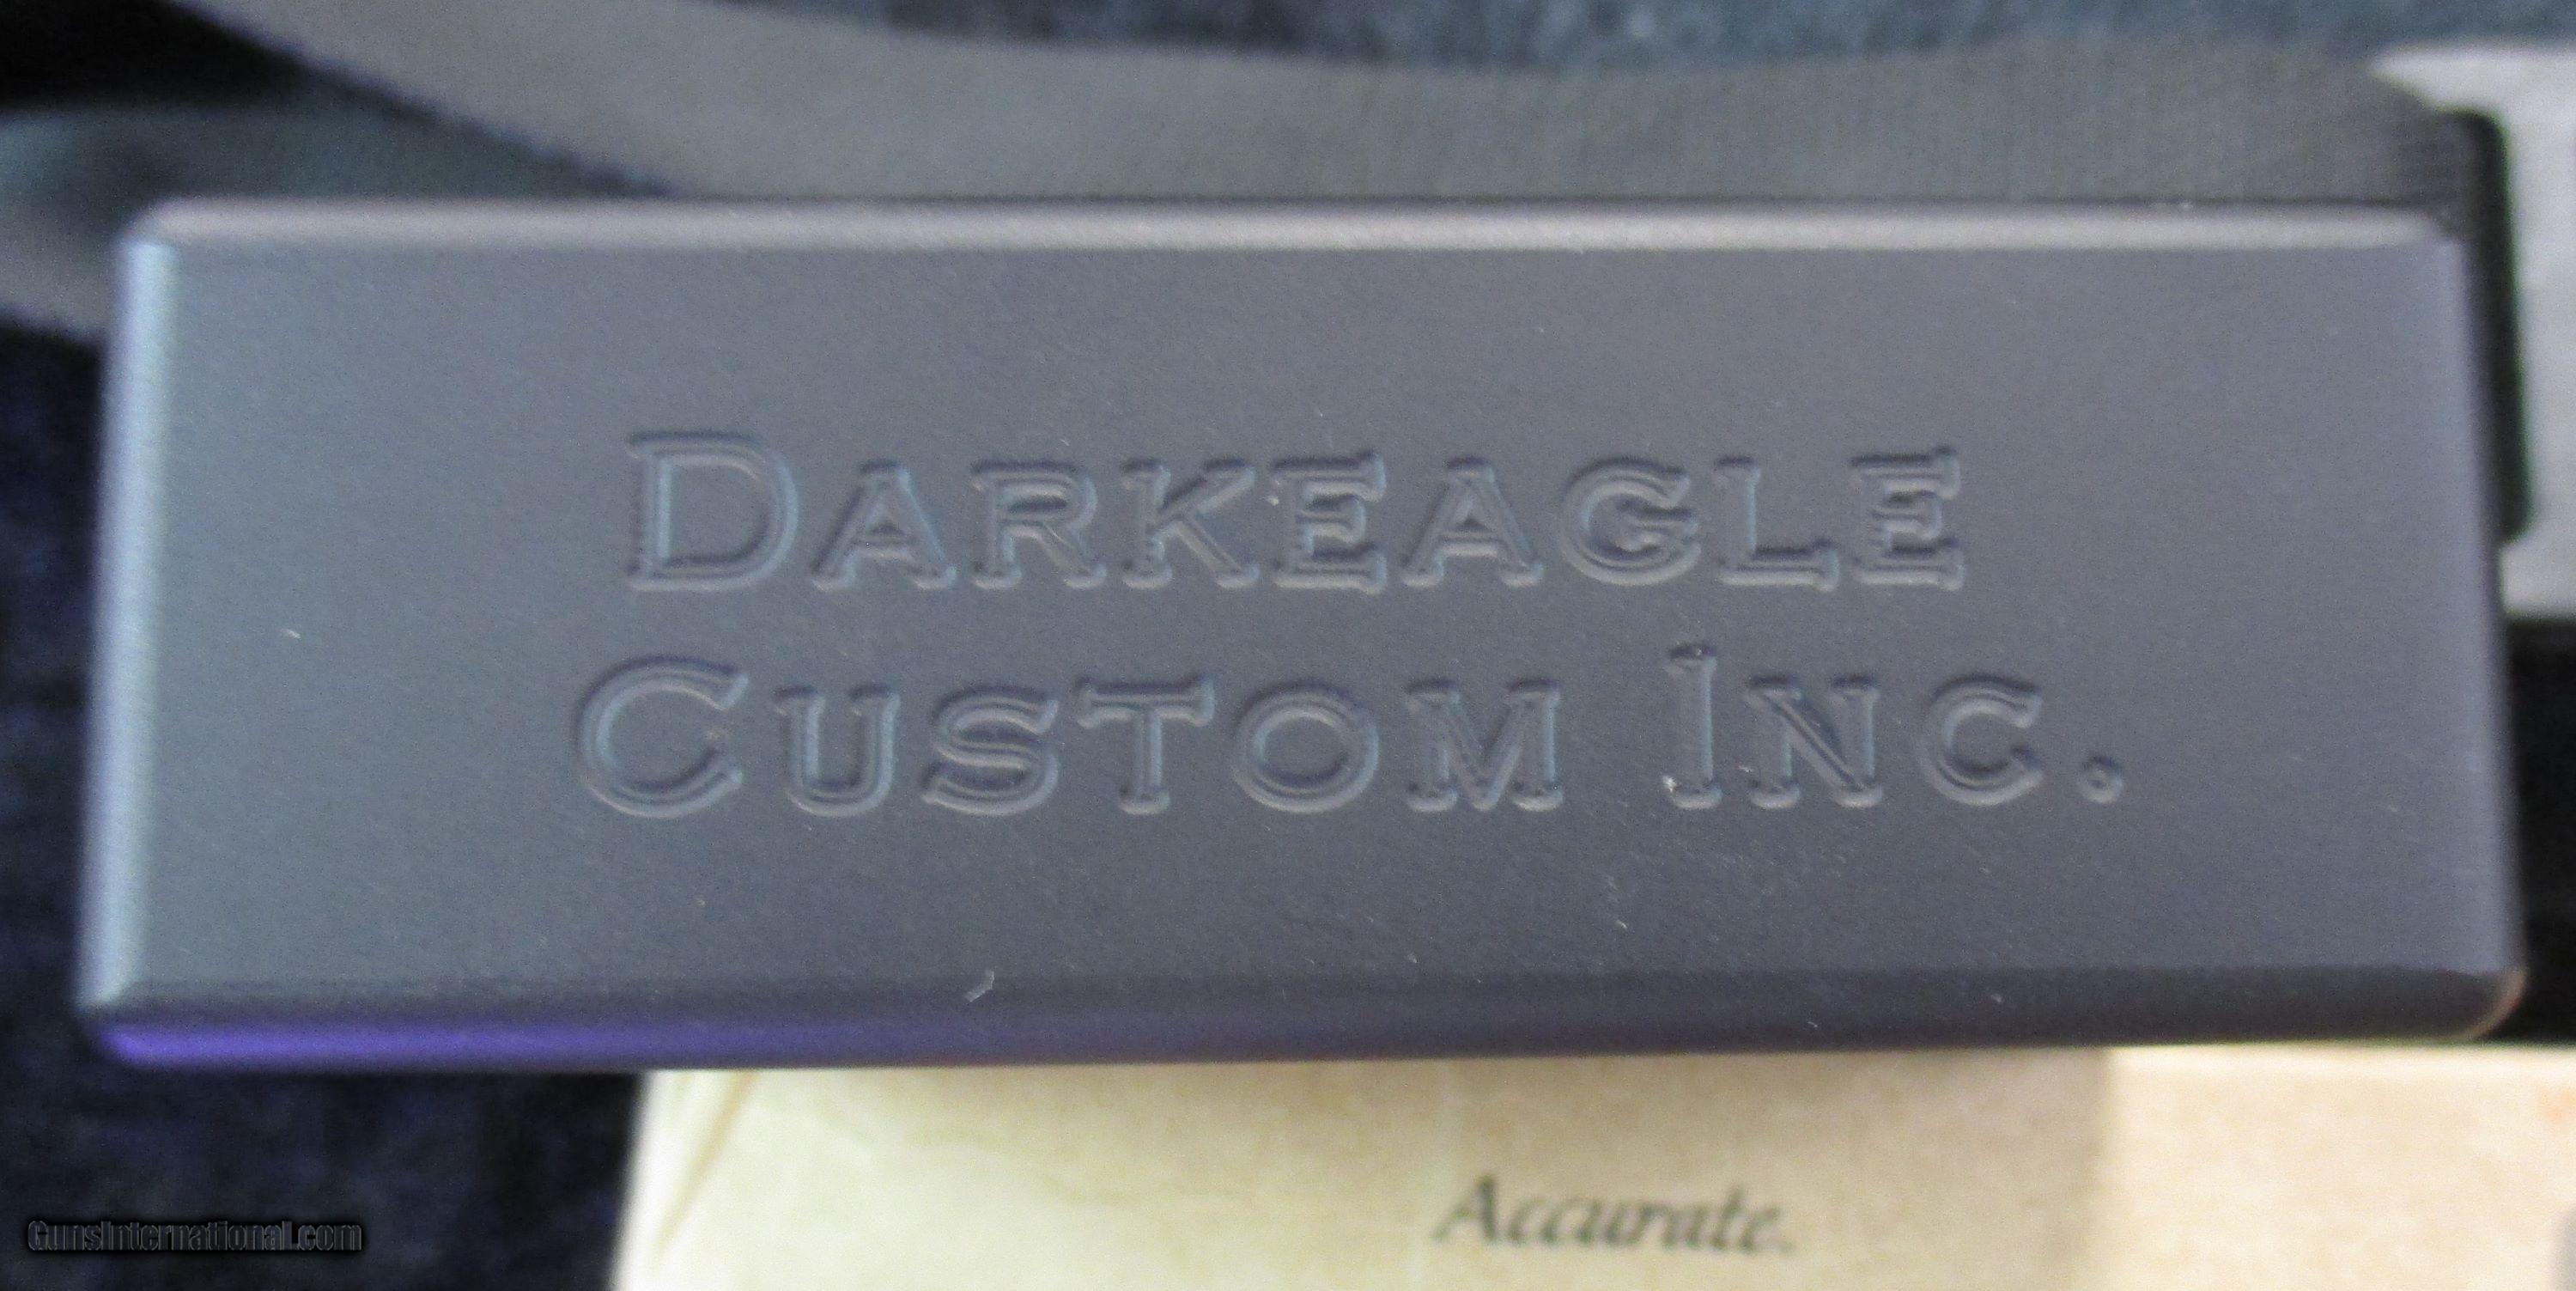 DARKEAGLE
CUSTOM INC.
Accurate.
GunsInternational.com